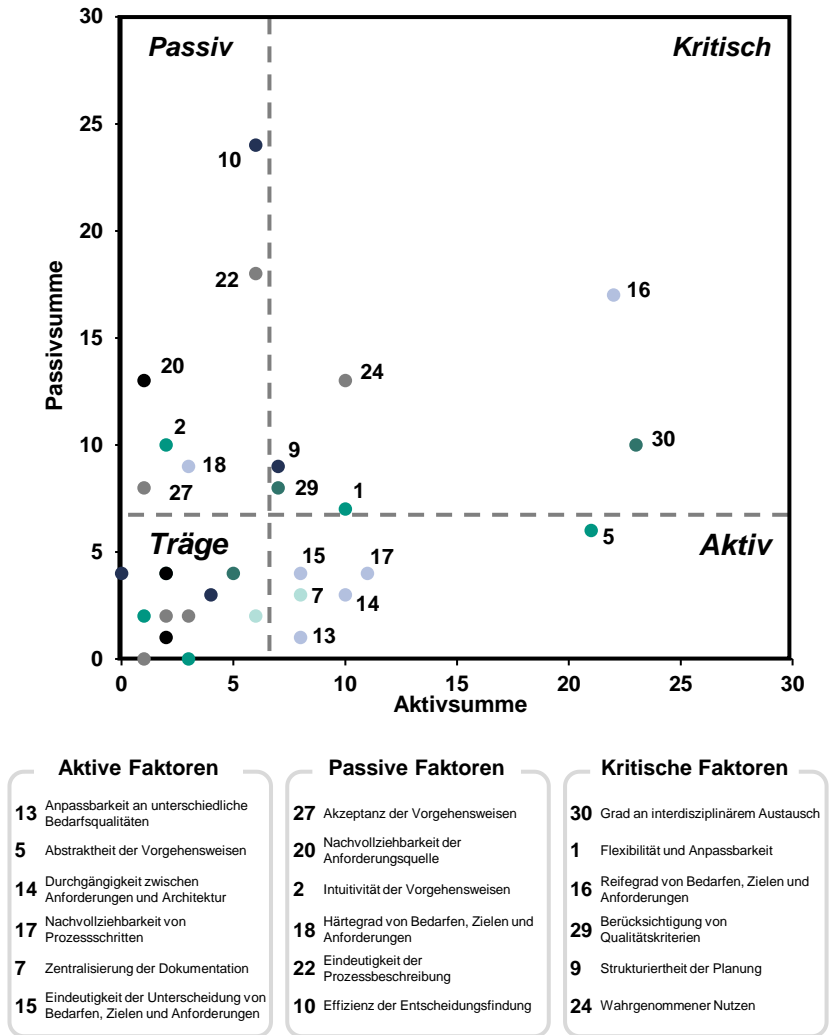 30
Passiv
Kritisch
25
10
20
22
16
15
20
24
Passivsumme
2
10
18
9
30
27
29
1
5
Träge
Aktiv
5
15
17
7
14
13
0
0
5
10
15
20
25
30
Aktivsumme
Aktive Faktoren
13 Anpassbarkeit an unterschiedliche
Bedarfsqualitäten
5 Abstraktheit der Vorgehensweisen
14 Durchgängigkeit zwischen
Anforderungen und Architektur
17 Nachvollziehbarkeit von
Prozessschritten
7 Zentralisierung der Dokumentation
15 Eindeutigkeit der Unterscheidung von
Bedarfen, Zielen und Anforderungen
Passive Faktoren
27 Akzeptanz der Vorgehensweisen
20 Nachvollziehbarkeit der
Anforderungsquelle
2 Intuitivität der Vorgehensweisen
18 Härtegrad von Bedarfen, Zielen und
Anforderungen
22 Eindeutigkeit der
Prozessbeschreibung
10 Effizienz der Entscheidungsfindung
Kritische Faktoren
30 Grad an interdisziplinärem Austausch
1 Flexibilität und Anpassbarkeit
16 Reifegrad von Bedarfen, Zielen und
Anforderungen
29 Berücksichtigung von
Qualitätskriterien
9 Strukturiertheit der Planung
24 Wahrgenommener Nutzen